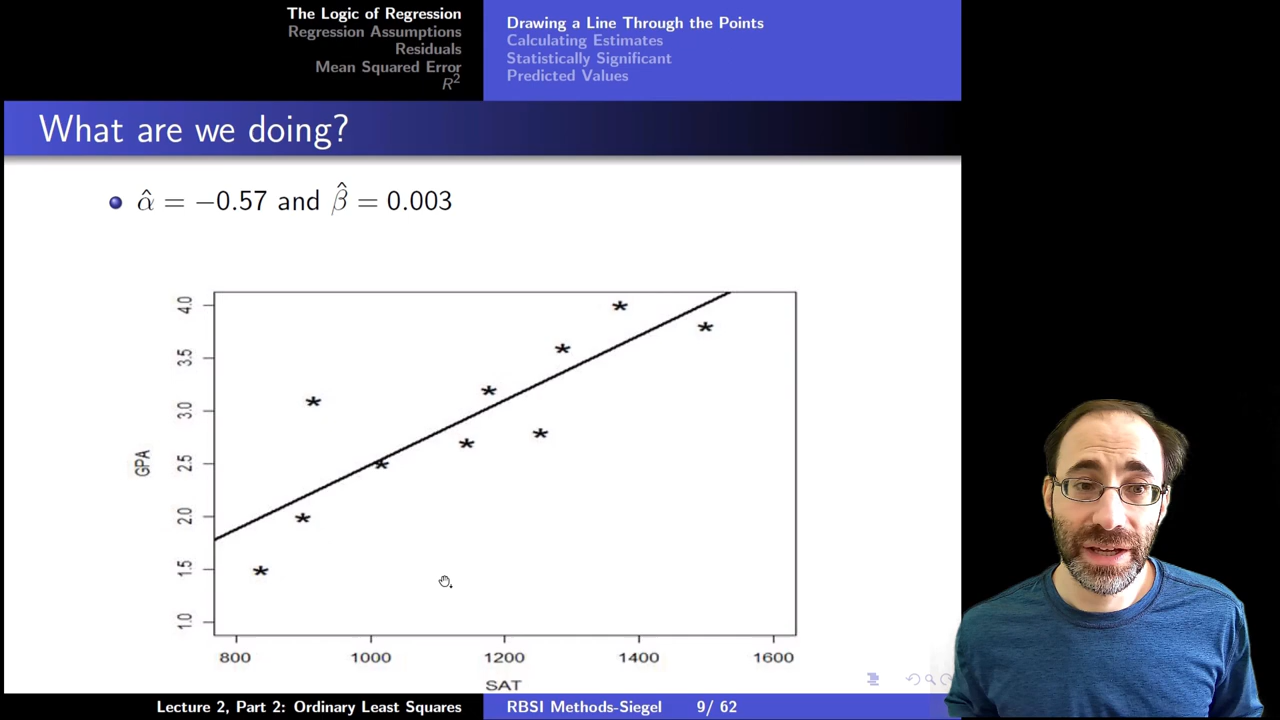 The Logic of Regression
Regression Assumptions
Residuals
Mean Squared Error
R²
Drawing a Line Through the Points
Calculating Estimates
Statistically Significant
Predicted Values
What are we doing?
α̂ = −0.57 and β̂ = 0.003
4.0
3.5
3.0
2.5
2.0
1.5
1.0
GPA
800 1000 1200 1400 1600
SAT
Lecture 2, Part 2: Ordinary Least Squares RBSI Methods-Siegel 9/ 62